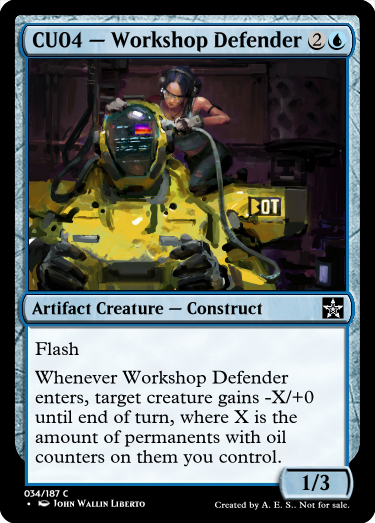 CU04 — Workshop Defender 2
BOT
Artifact Creature — Construct
Flash
Whenever Workshop Defender
enters, target creature gains -X/+0
until end of turn, where X is the
amount of permanents with oil
counters on them you control.
1/3
034/187 C
• John Wallin Liberto
Created by A. E. S.. Not for sale.